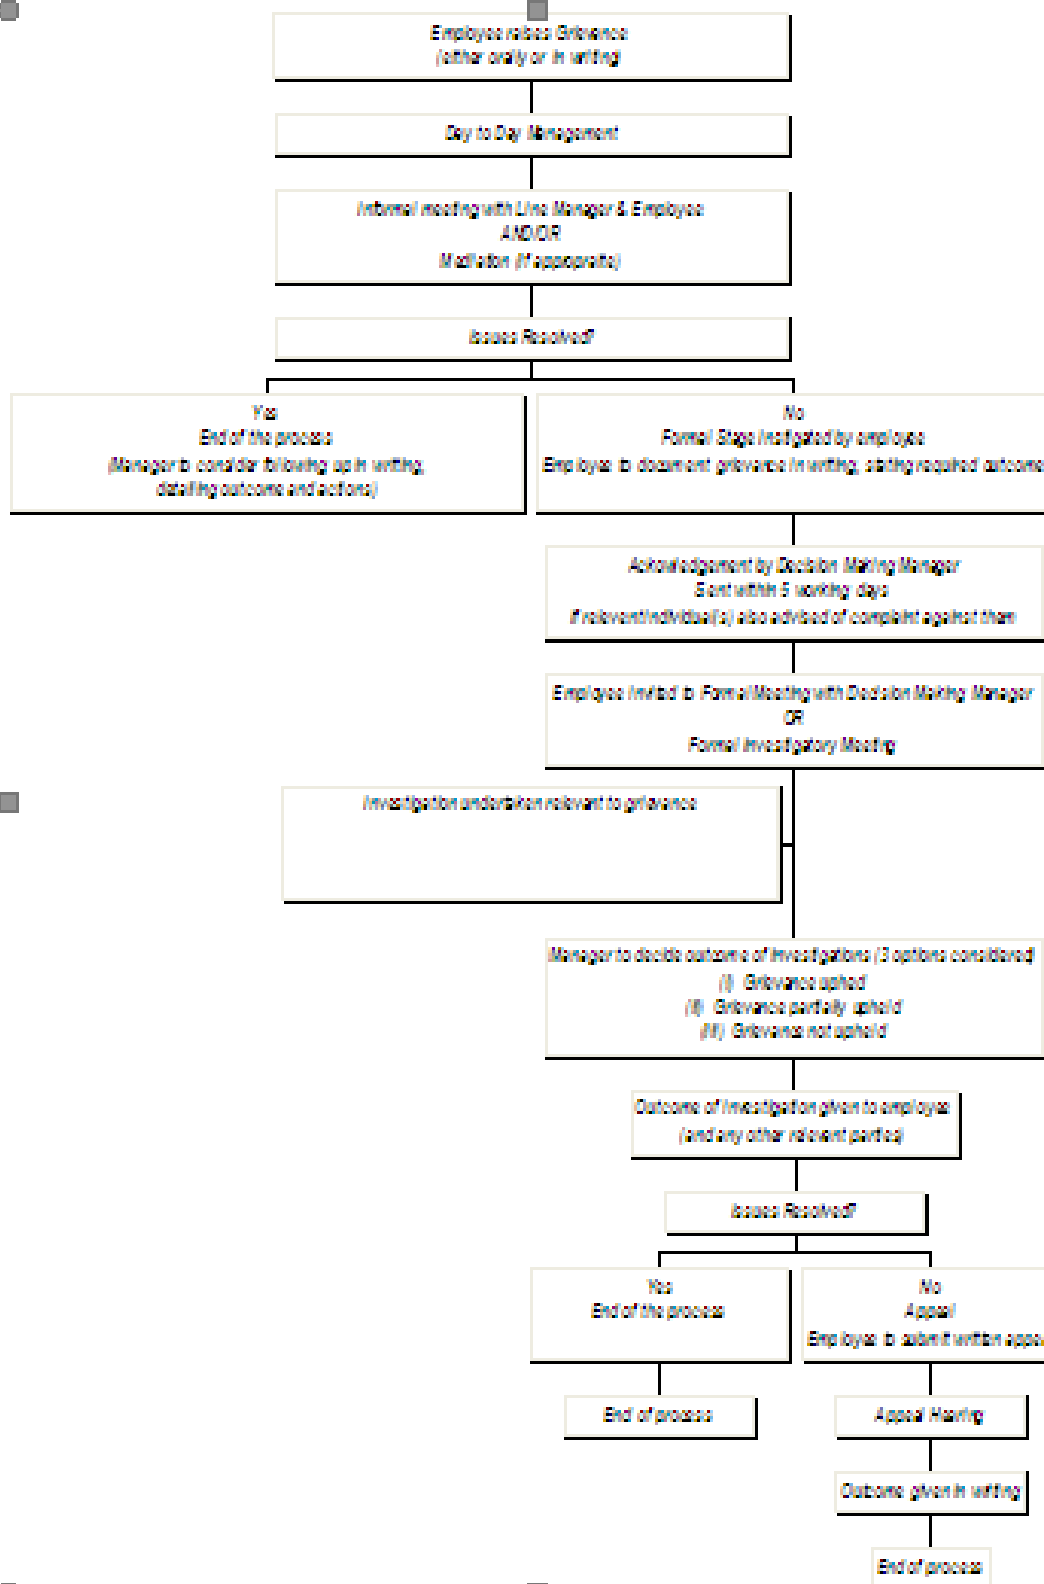 Employee raises Grievance
(either orally or in writing)
Day to Day Management
Informal meeting with Line Manager & Employee
AND/OR
Mediation (if appropriate)
Issues Resolved?
Yes
End of the process
(Manager to consider following up in writing,
detailing outcome and actions)
No
Formal Stage instigated by employee
Employee to document grievance in writing, stating required outcome
Acknowledgement by Decision Making Manager
Sent within 5 working days
If relevant individual(s) also advised of complaint against them
Employee invited to Formal Meeting with Decision Making Manager
OR
Formal Investigatory Meeting
Investigation undertaken relevant to grievance
Manager to decide outcome of investigations (3 options considered)
(i) Grievance upheld
(ii) Grievance partially upheld
(iii) Grievance not upheld
Outcome of investigation given to employee
(and any other relevant parties)
Issues Resolved?
Yes
End of the process
No
Appeal
Employee to submit written
End of process
Appeal Hearing
Outcome given in writing
End of process